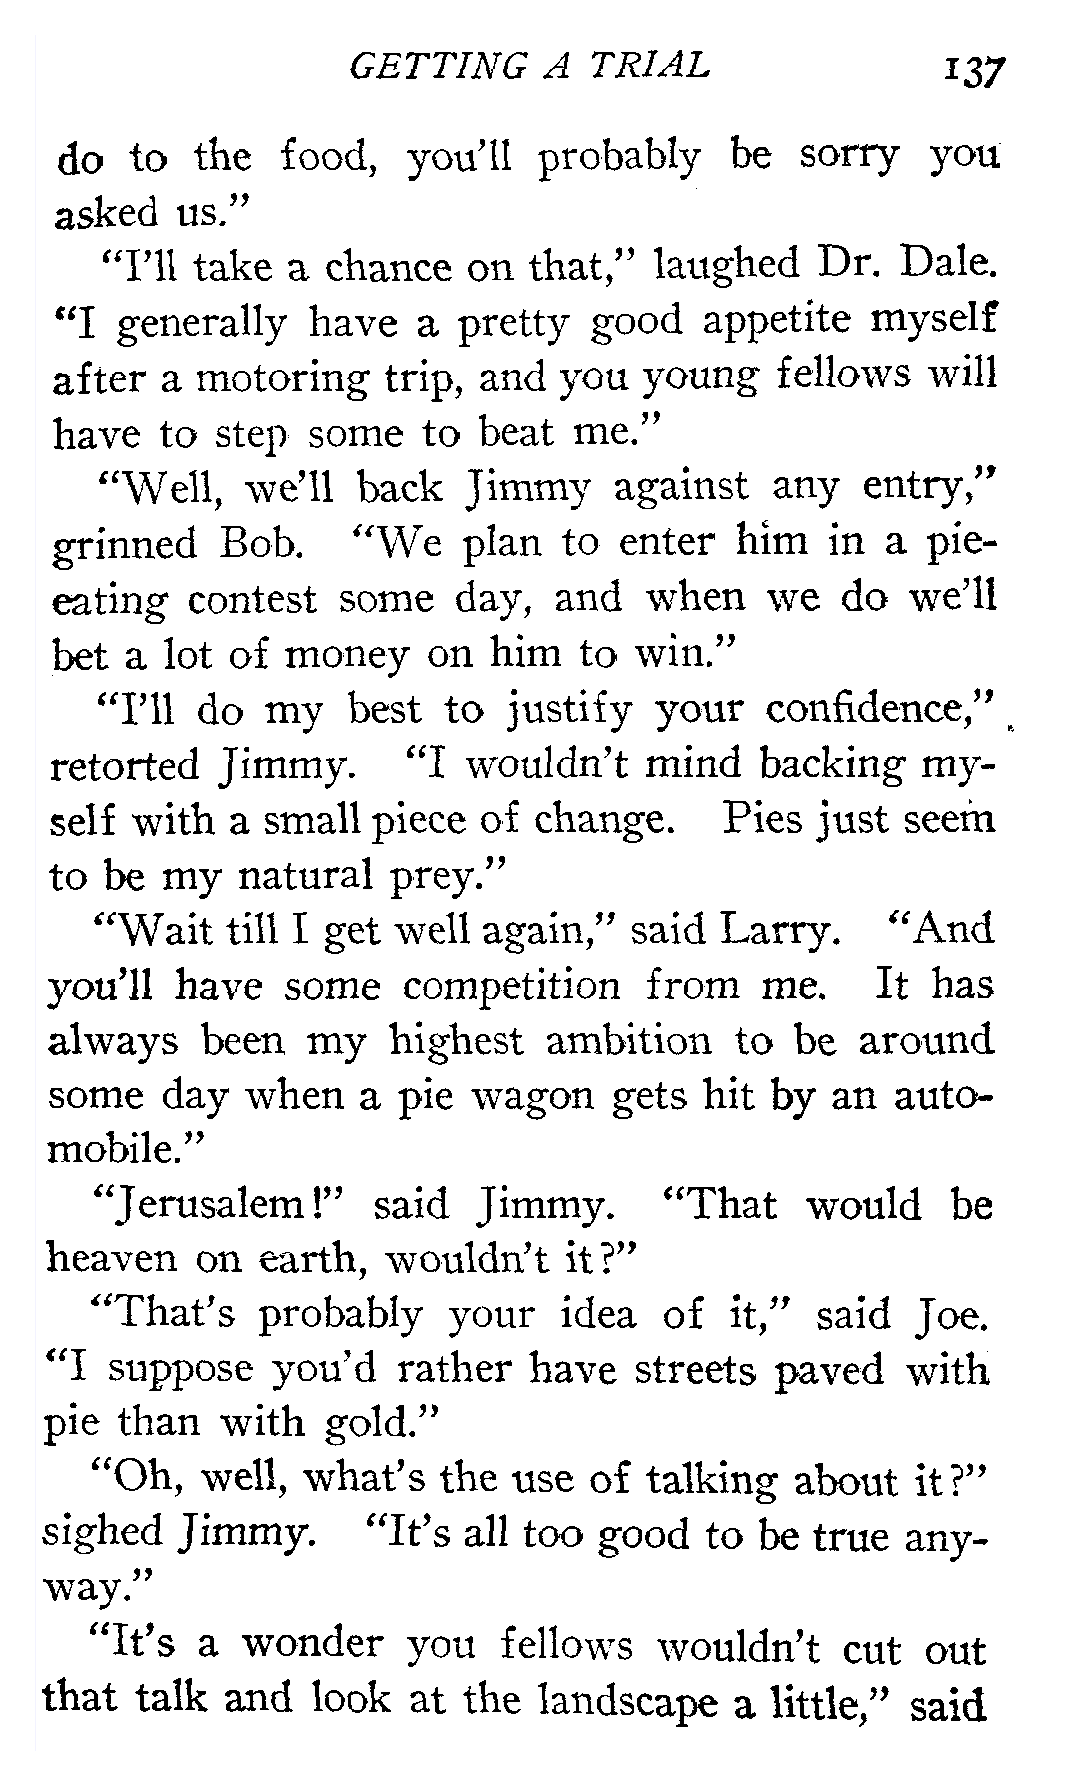 GETTING A TRIAL 137
do to the food, you'll probably be sorry you
asked us."
"I'll take a chance on that," laughed Dr. Dale.
"I generally have a pretty good appetite myself
after a motoring trip, and you young fellows will
have to step some to beat me."
"Well, we'll back Jimmy against any entry,"
grinned Bob. "We plan to enter him in a pie-
eating contest some day, and when we do we'll
bet a lot of money on him to win."
"I'll do my best to justify your confidence,"
retorted Jimmy. "I wouldn't mind backing my-
self with a small piece of change. Pies just seem
to be my natural prey."
"Wait till I get well again," said Larry. "And
you'll have some competition from me. It has
always been my highest ambition to be around
some day when a pie wagon gets hit by an auto-
mobile."
"Jerusalem!" said Jimmy. "That would be
heaven on earth, wouldn't it?"
"That's probably your idea of it," said Joe.
"I suppose you'd rather have streets paved with
pie than with gold."
"Oh, well, what's the use of talking about it?"
sighed Jimmy. "It's all too good to be true any-
way."
"It's a wonder you fellows wouldn't cut out
that talk and look at the landscape a little," said